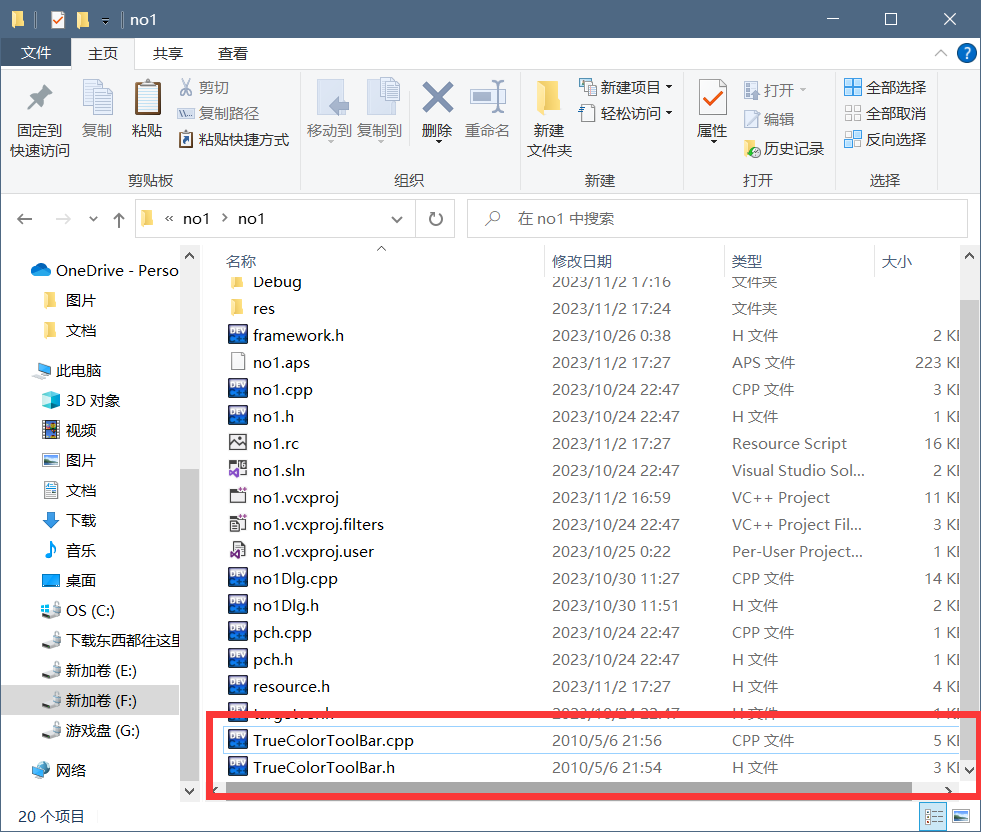 no1
文件 主页 共享 查看
固定到快速访问
复制
粘贴
剪切
复制路径
粘贴快捷方式
剪贴板
移动到
复制到
删除
重命名
组织
新建文件夹
新建项目
轻松访问
新建
属性
打开
编辑
历史记录
打开
全部选择
全部取消
反向选择
选择
« no1 > no1
在 no1 中搜索
OneDrive - Perso
图片
文档
此电脑
3D 对象
视频
图片
文档
下载
音乐
桌面
OS (C:)
下载东西都往这里
新加卷 (E:)
新加卷 (F:)
游戏盘 (G:)
网络
名称 修改日期 类型 大小
Debug 2023/11/2 17:16 文件夹
res 2023/11/2 17:24 文件夹
framework.h 2023/10/26 0:38 H 文件 2 KI
no1.aps 2023/11/2 17:27 APS 文件 223 KI
no1.cpp 2023/10/24 22:47 CPP 文件 3 KI
no1.h 2023/10/24 22:47 H 文件 1 KI
no1.rc 2023/11/2 17:27 Resource Script 16 KI
no1.sln 2023/10/24 22:47 Visual Studio Sol... 2 KI
no1.vcxproj 2023/11/2 16:59 VC++ Project 11 KI
no1.vcxproj.filters 2023/10/24 22:47 VC++ Project Fil... 3 KI
no1.vcxproj.user 2023/10/25 0:22 Per-User Project... 1 KI
no1Dlg.cpp 2023/10/30 11:27 CPP 文件 14 KI
no1Dlg.h 2023/10/30 11:51 H 文件 2 KI
pch.cpp 2023/10/24 22:47 CPP 文件 1 KI
pch.h 2023/10/24 22:47 H 文件 1 KI
resource.h 2023/11/2 17:27 H 文件 4 KI
targetver.h 2023/10/24 22:47 H 文件 1 KI
TrueColorToolBar.cpp 2010/5/6 21:56 CPP 文件 5 KI
TrueColorToolBar.h 2010/5/6 21:54 H 文件 3 KI
20 个项目